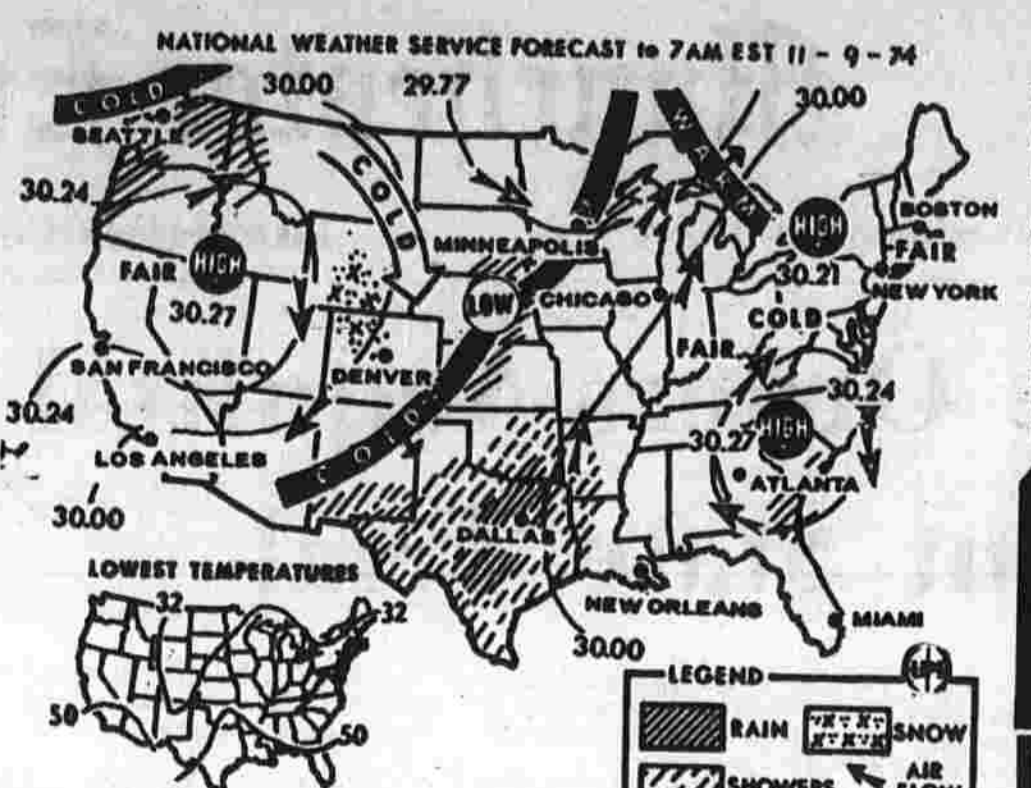 NATIONAL WEATHER SERVICE FORECAST to 7AM EST 11 - 9 - 74
30.00 29.77 30.00
COLD
SEATTLE
WARM
COLD
30.24
BOSTON
HIGH
MINNEAPOLIS
FAIR
FAIR HIGH
30.21
LOW CHICAGO
NEW YORK
30.27
COLD
FAIR
SAN FRANCISCO
DENVER
30.24
30.24
COLD
HIGH
30.27
LOS ANGELES
ATLANTA
30.00
DALLAS
LOWEST TEMPERATURES
32
32
NEW ORLEANS
MIAMI
30.00
LEGEND
UPI
50
50
RAIN SNOW
SHOWERS AIR
FLOW